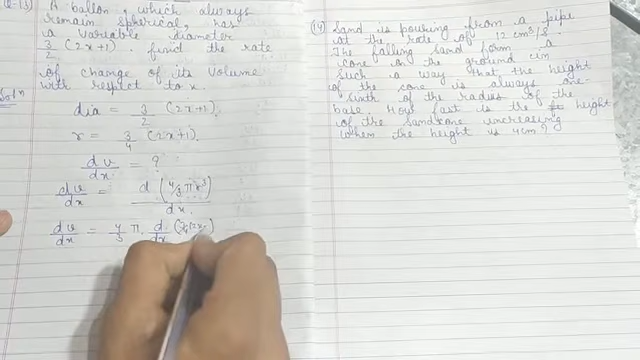 Q-13) A ballon, which always
remain spherical, has
a variable diameter
3/2 (2x+1). find the rate
of change of its volume
with respect to x.
Solⁿ
dia = 3/2 (2x+1).
r = 3/4 (2x+1).
dv/dx = ?
dv/dx = d (4/3 πr³)/dx.
dv/dx = 4/3 π. d/dx
(14) Sand is pouring from a pipe
at the rate of 12 cm³/s.
The falling sand form a
cone on the ground cin
such a way that the height
of the cone is always one-
sixth of the radius of the
base How fast is the height
of the sandcone increasing
when the height is 4cm?